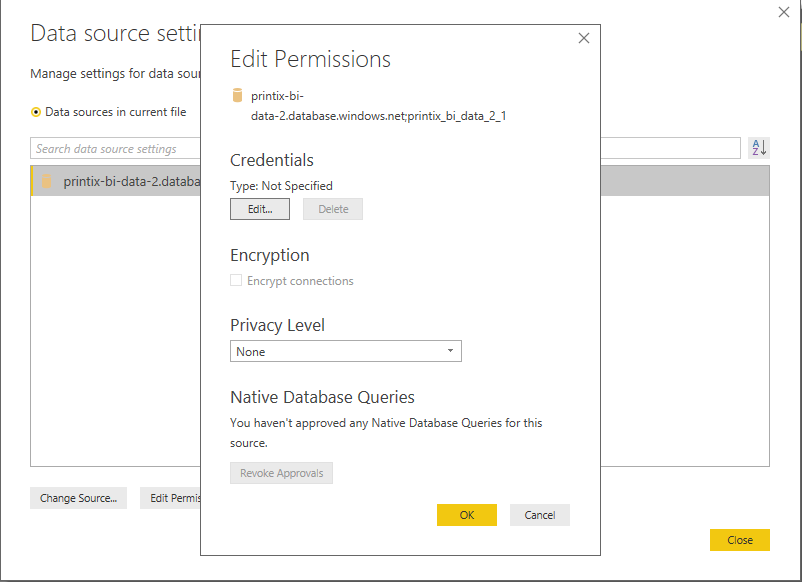 Data source setti
Manage settings for data sour
Data sources in current file
Search data source settings
A
Z
printix-bi-data-2.databa
Change Source...
Edit Permis
Close
Edit Permissions
printix-bi-
data-2.database.windows.net;printix_bi_data_2_1
Credentials
Type: Not Specified
Edit...
Delete
Encryption
Encrypt connections
Privacy Level
None
Native Database Queries
You haven't approved any Native Database Queries for this
source.
Revoke Approvals
OK
Cancel